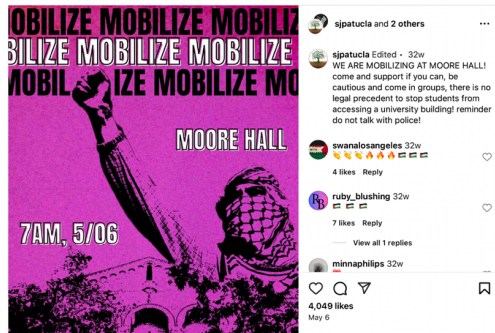 MOBILIZE MOBILIZE MOBILIZ
BILIZE MOBILIZE MOBILIZE
MOBIL IZE MOBILIZE MO
MOORE HALL
7AM, 5/06
sjpatucla and 2 others
sjpatucla Edited • 32w
WE ARE MOBILIZING AT MOORE HALL!
come and support if you can, be
cautious and come in groups, there is no
legal precedent to stop students from
accessing a university building! reminder
do not talk with police!
swanalosangeles 32w
👏👏👏🔥🔥🔥🇵🇸🇵🇸🇵🇸
4 likes Reply
RB
ruby_blushing 32w
🇵🇸 🇵🇸 🇵🇸
7 likes Reply
View all 1 replies
minnaphilips 32w
4,049 likes
May 6